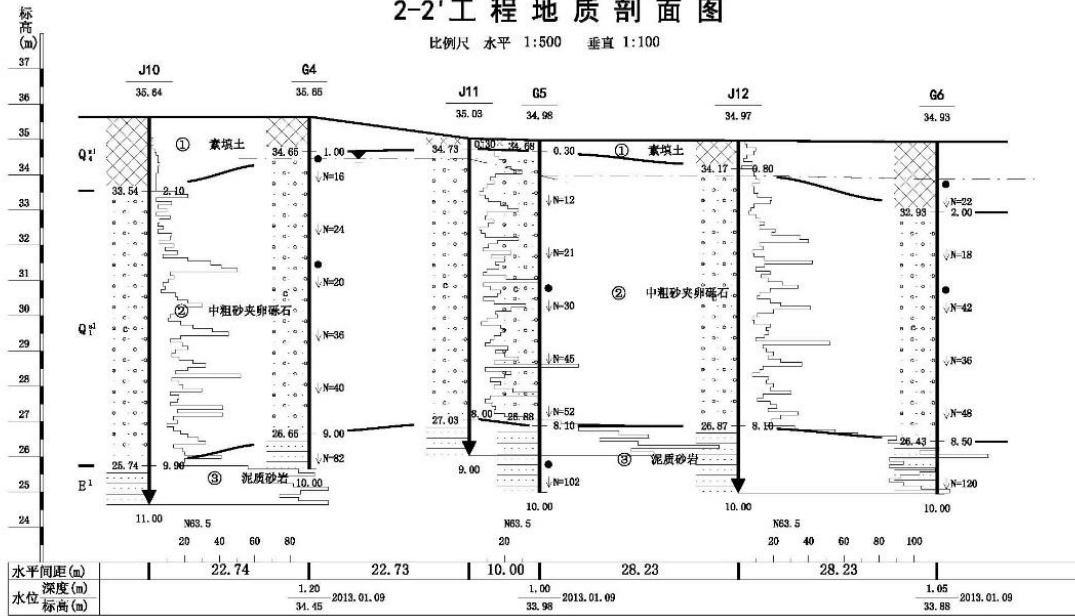 2-2'工 程 地 质 剖 面 图
比例尺 水平 1:500 垂直 1:100
标高(m)
J10 G4 J11 G5 J12 G6
35.64 35.65 35.03 34.98 34.97 34.93
37
36
35
34
33
32
31
30
29
28
27
26
25
24
① 素填土
34.65 1.00
34.73 0.30
34.68 0.30
① 素填土
34.17 0.80
33.54 2.10
32.93 2.00
N=16
N=24
N=20
N=36
N=40
N=82
N=12
N=21
N=30
N=45
N=52
N=102
N=22
N=18
N=42
N=36
N=48
N=120
② 中粗砂夹卵砾石
② 中粗砂夹卵砾石
26.65 9.00
27.03 8.00
26.88 8.10
26.87 8.10
26.43 8.50
25.74 9.90
③ 泥质砂岩
③ 泥质砂岩
11.00 10.00 9.00 10.00 10.00 10.00
N63.5 N63.5 N63.5
20 40 60 80 20 20 40 60 80 100
水平间距(m) 22.74 22.73 10.00 28.23 28.23
水位 深度(m) 1.20 1.00 1.05
标高(m) 34.45 2013.01.09 33.98 2013.01.09 33.88 2013.01.09